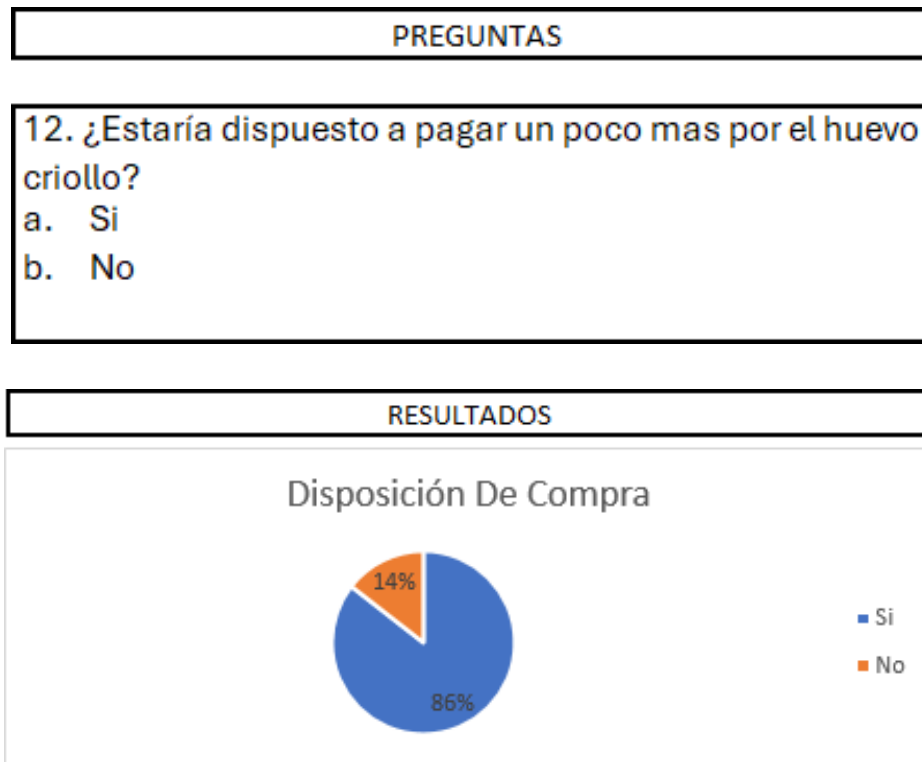 PREGUNTAS
12. ¿Estaría dispuesto a pagar un poco mas por el huevo
criollo?
a. Si
b. No
RESULTADOS
Disposición De Compra
14%
86%
Si
No